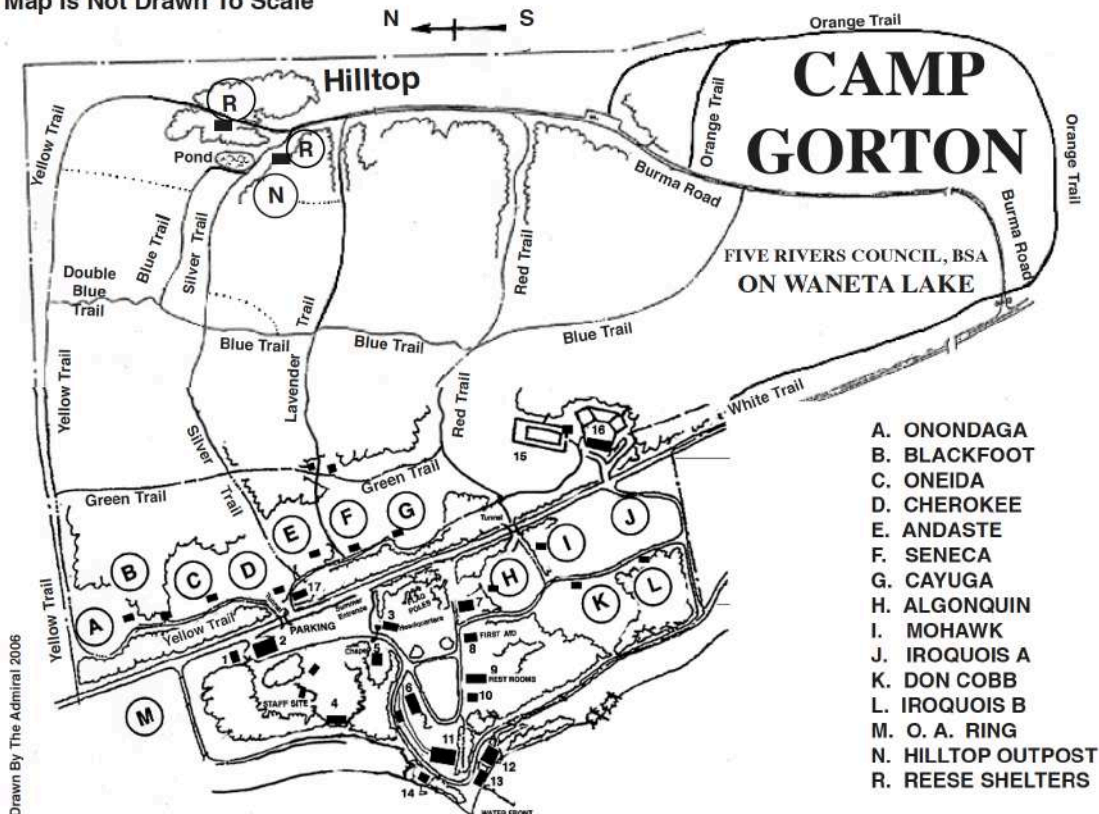 Map Is Not Drawn To Scale
N S
Orange Trail
CAMP
GORTON
Hilltop
R
Orange Trail
Orange Trail
Yellow Trail
Pond
R
N
Burma Road
Burma Road
FIVE RIVERS COUNCIL, BSA
ON WANETA LAKE
Blue Trail
Silver Trail
Red Trail
Double
Blue
Trail
Trail
Lavender
Blue Trail
Blue Trail
Blue Trail
Yellow Trail
Red Trail
White Trail
Silver
Trail
15
16
Green Trail
Green Trail
A. ONONDAGA
B. BLACKFOOT
C. ONEIDA
D. CHEROKEE
E. ANDASTE
F. SENECA
G. CAYUGA
H. ALGONQUIN
I. MOHAWK
J. IROQUOIS A
K. DON COBB
L. IROQUOIS B
M. O. A. RING
N. HILLTOP OUTPOST
R. REESE SHELTERS
A
B
C
D
E
F
G
H
I
J
K
L
M
Tunnel
Yellow Trail
Yellow Trail
17
PARKING
Summer
Entrance
POLES
3
Headquarters
7
1
2
Chapel
5
8
FIRST AID
9
REST ROOMS
10
STAFF SITE
4
6
11
12
13
14
WATER FRONT
Drawn By The Admiral 2006